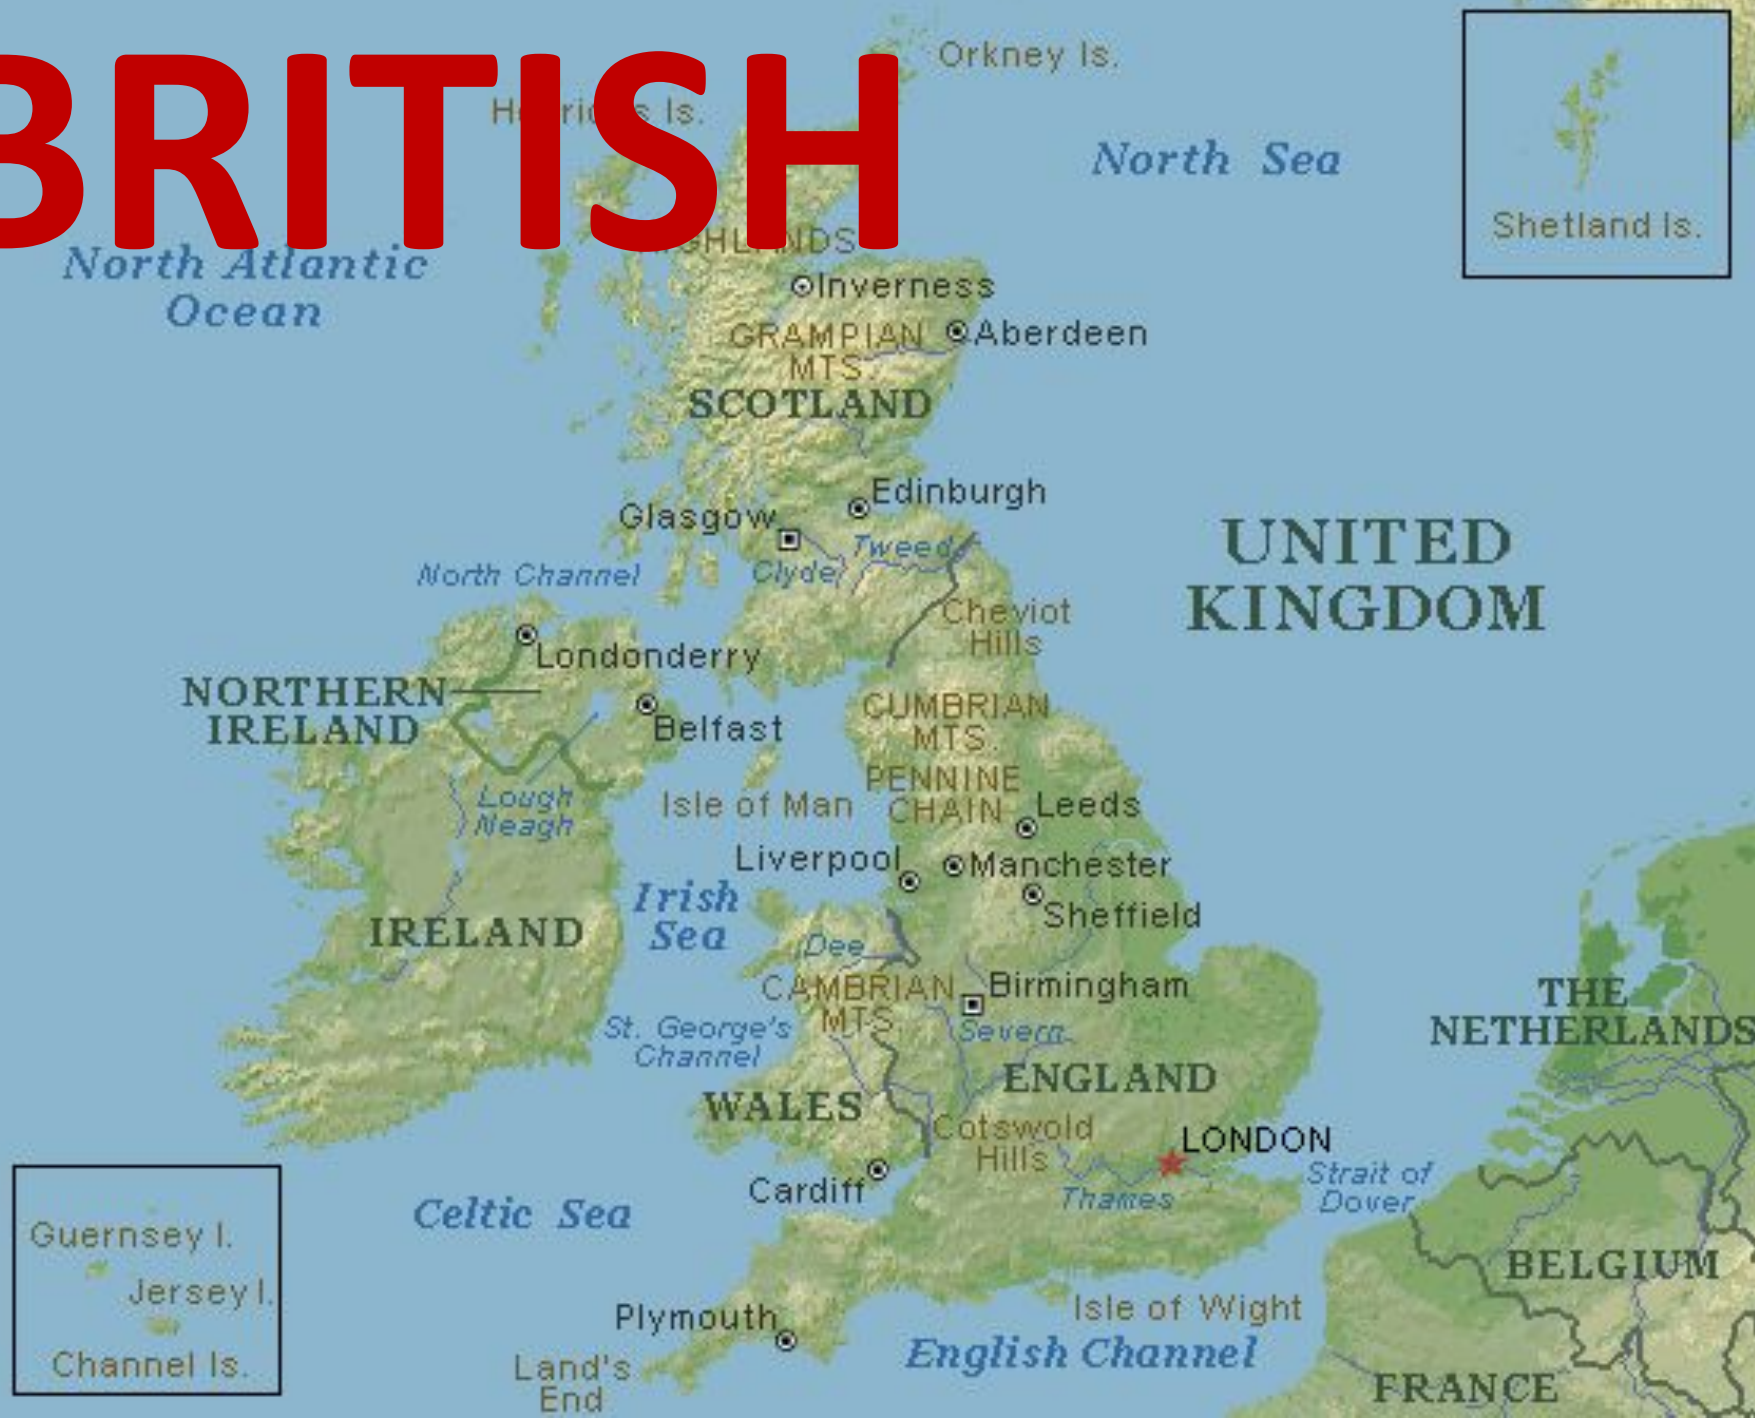 BRITISH
Orkney Is.
North Sea
Shetland Is.
North Atlantic
Ocean
HIGHLANDS
Inverness
GRAMPIAN
MTS.
Aberdeen
SCOTLAND
Edinburgh
Glasgow
Tweed
Clyde
UNITED
KINGDOM
North Channel
Cheviot
Hills
Londonderry
NORTHERN
IRELAND
Belfast
CUMBRIAN
MTS.
PENNINE
CHAIN
Lough
Neagh
Isle of Man
Leeds
Liverpool
Manchester
Sheffield
Irish
Sea
IRELAND
Dee
CAMBRIAN
MTS.
Birmingham
Severn
St. George's
Channel
THE
NETHERLANDS
ENGLAND
WALES
Cotswold
Hills
LONDON
Thames
Strait of
Dover
Cardiff
Celtic Sea
Guernsey I.
Jersey I.
Channel Is.
BELGIUM
Plymouth
Isle of Wight
English Channel
Land's
End
FRANCE